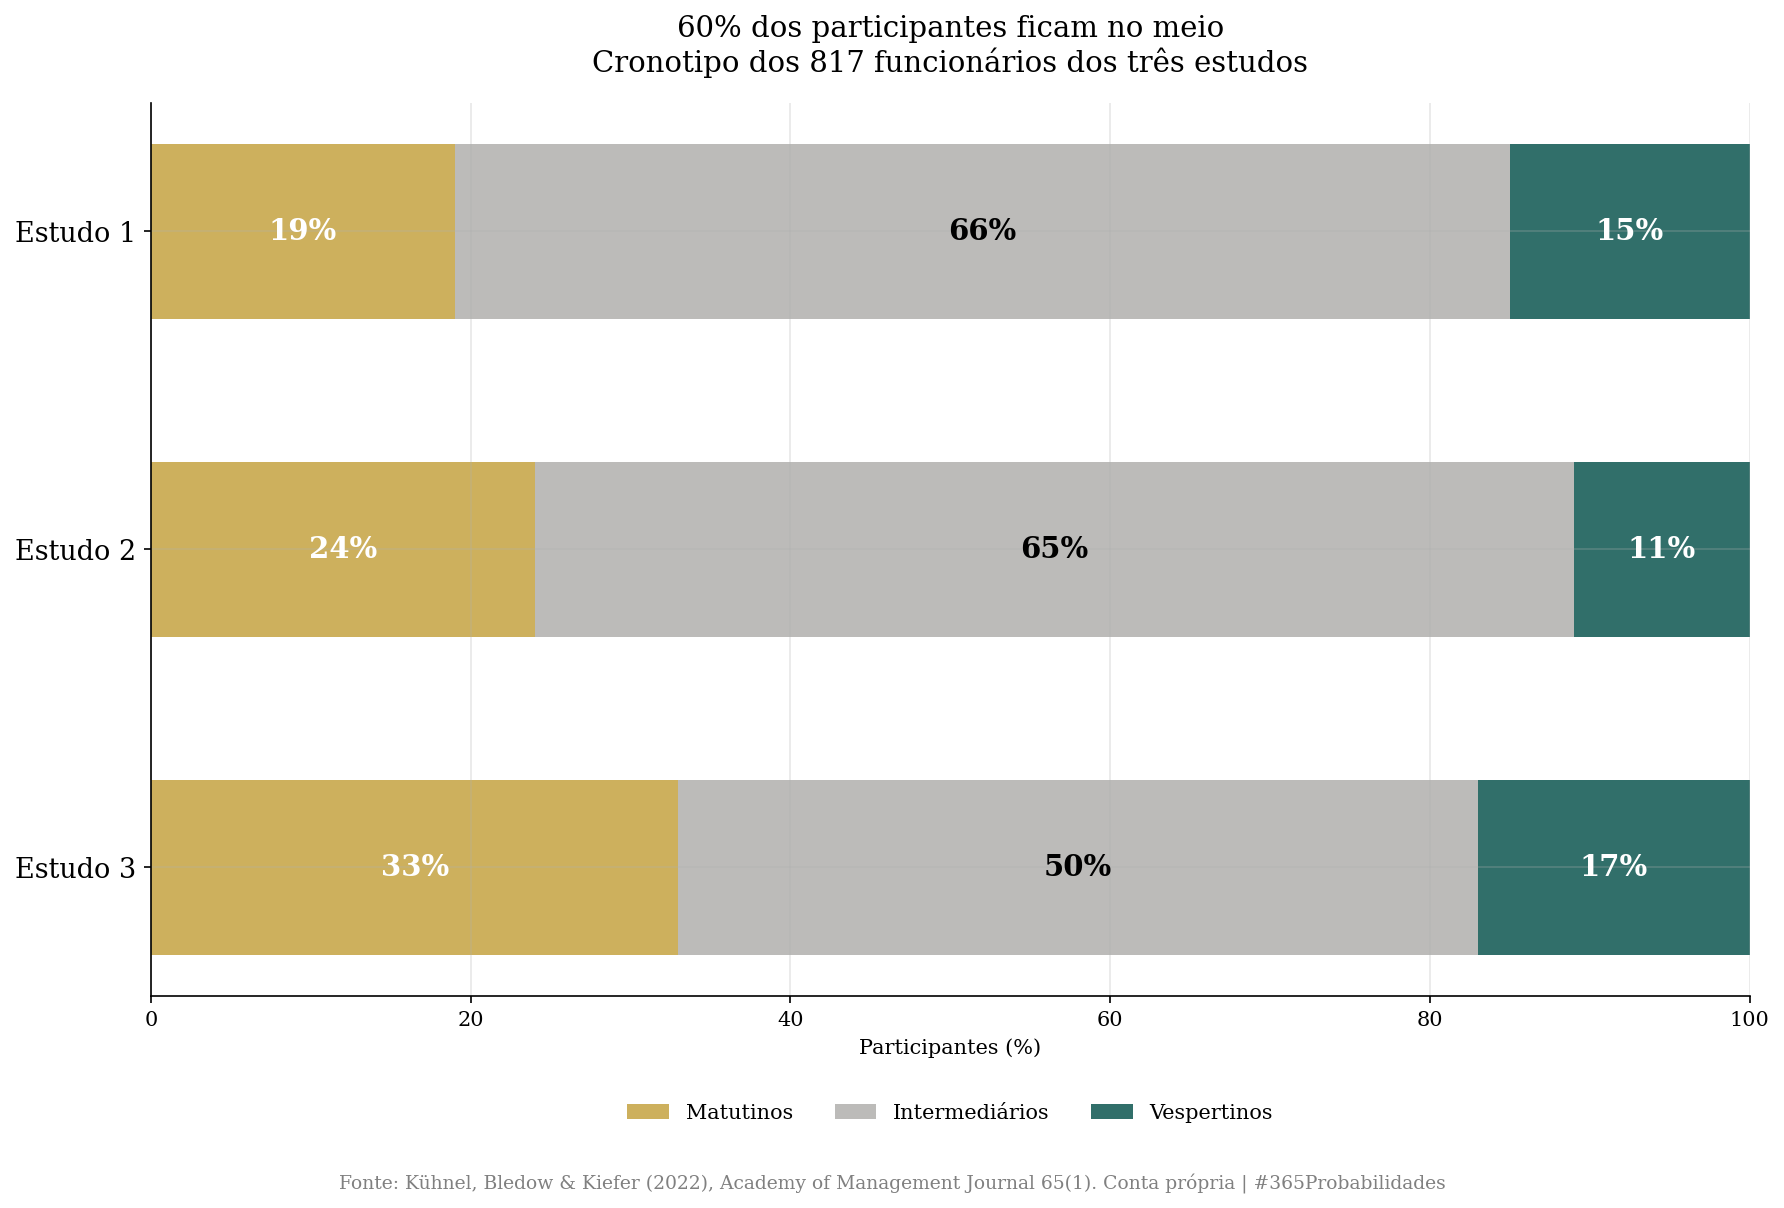 60% dos participantes ficam no meio
Cronotipo dos 817 funcionários dos três estudos
Estudo 1
19%
66%
15%
Estudo 2
24%
65%
11%
Estudo 3
33%
50%
17%
0 20 40 60 80 100
Participantes (%)
Matutinos Intermediários Vespertinos
Fonte: Kühnel, Bledow & Kiefer (2022), Academy of Management Journal 65(1). Conta própria | #365Probabilidades